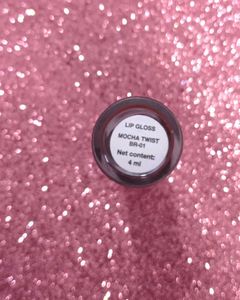 LIP GLOSS
MOCHA TWIST
BR-01
Net content:
4 ml